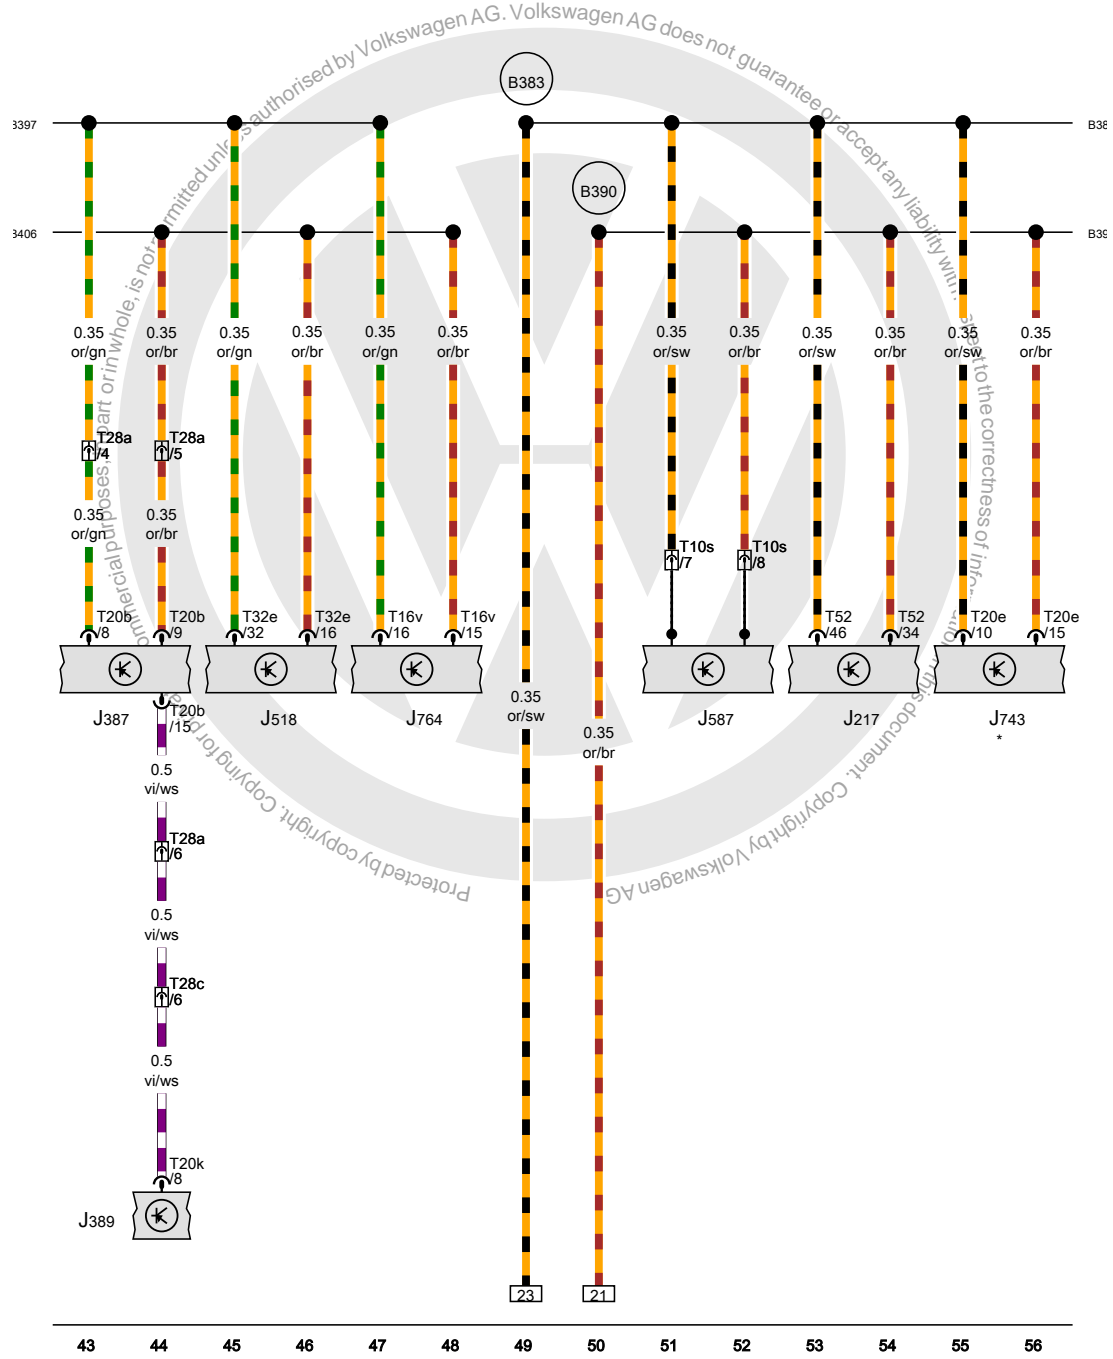 B383
B397
B38
B390
B406
B39
0.35 0.35 0.35 0.35 0.35 0.35 0.35 0.35 0.35 0.35 0.35 0.35
or/gn or/br or/gn or/br or/gn or/br or/sw or/br or/sw or/br or/sw or/br
T28a T28a
/4 /5
0.35 0.35
or/gn or/br
T10s T10s
/7 /8
T20b T20b T32e T32e T16v T16v T52 T52 T20e T20e
/8 /9 /32 /16 /16 /15 /46 /34 /10 /15
0.35
or/sw
J387 J518 J764 J587 J217 J743
*
T20b
/15
0.35
or/br
0.5
vi/ws
T28a
/6
0.5
vi/ws
T28c
/6
0.5
vi/ws
T20k
/8
J389
23 21
43 44 45 46 47 48 49 50 51 52 53 54 55 56
Protected by copyright. Copying for private or commercial purposes, in part or in whole, is not permitted unless authorised by Volkswagen AG. Volkswagen AG does not guarantee or accept any liability with respect to the correctness of information in this document. Copyright by Volkswagen AG